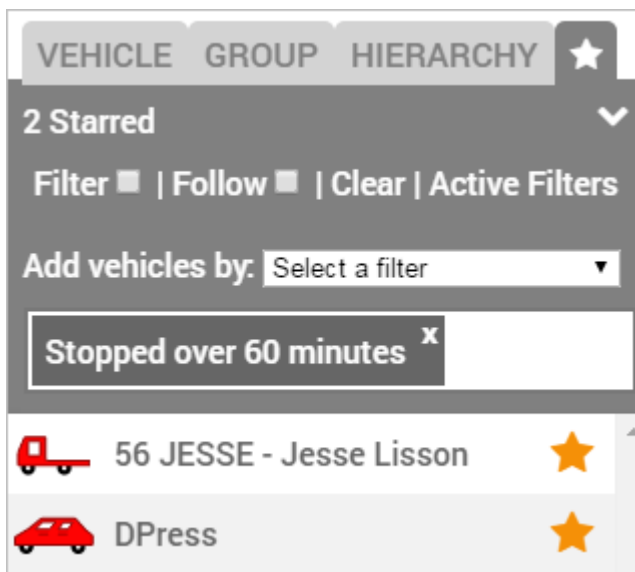 VEHICLE GROUP HIERARCHY
2 Starred
Filter | Follow | Clear | Active Filters
Add vehicles by: Select a filter
Stopped over 60 minutes x
56 JESSE - Jesse Lisson
DPress